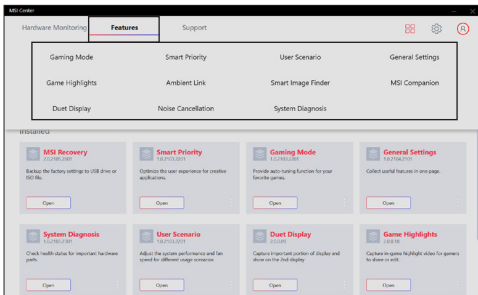 MSI Center
Hardware Monitoring Features Support
Gaming Mode Smart Priority User Scenario General Settings
Game Highlights Ambient Link Smart Image Finder MSI Companion
Duet Display Noise Cancellation System Diagnosis
Installed
MSI Recovery Smart Priority Gaming Mode General Settings
Backup the factory settings to USB drive or Optimize the user experience for creative Provide auto-tuning function for your Collect useful features in one page.
ISO file. applications. favorite games.
Open Open Open Open
System Diagnosis User Scenario Duet Display Game Highlights
Check health status for important hardware Adjust the system performance and fan Capture important portion of display and Capture in-game highlight video for gamers
parts. speed for different usage scenarios on the 2nd display to or edit.
Open Open Open Open